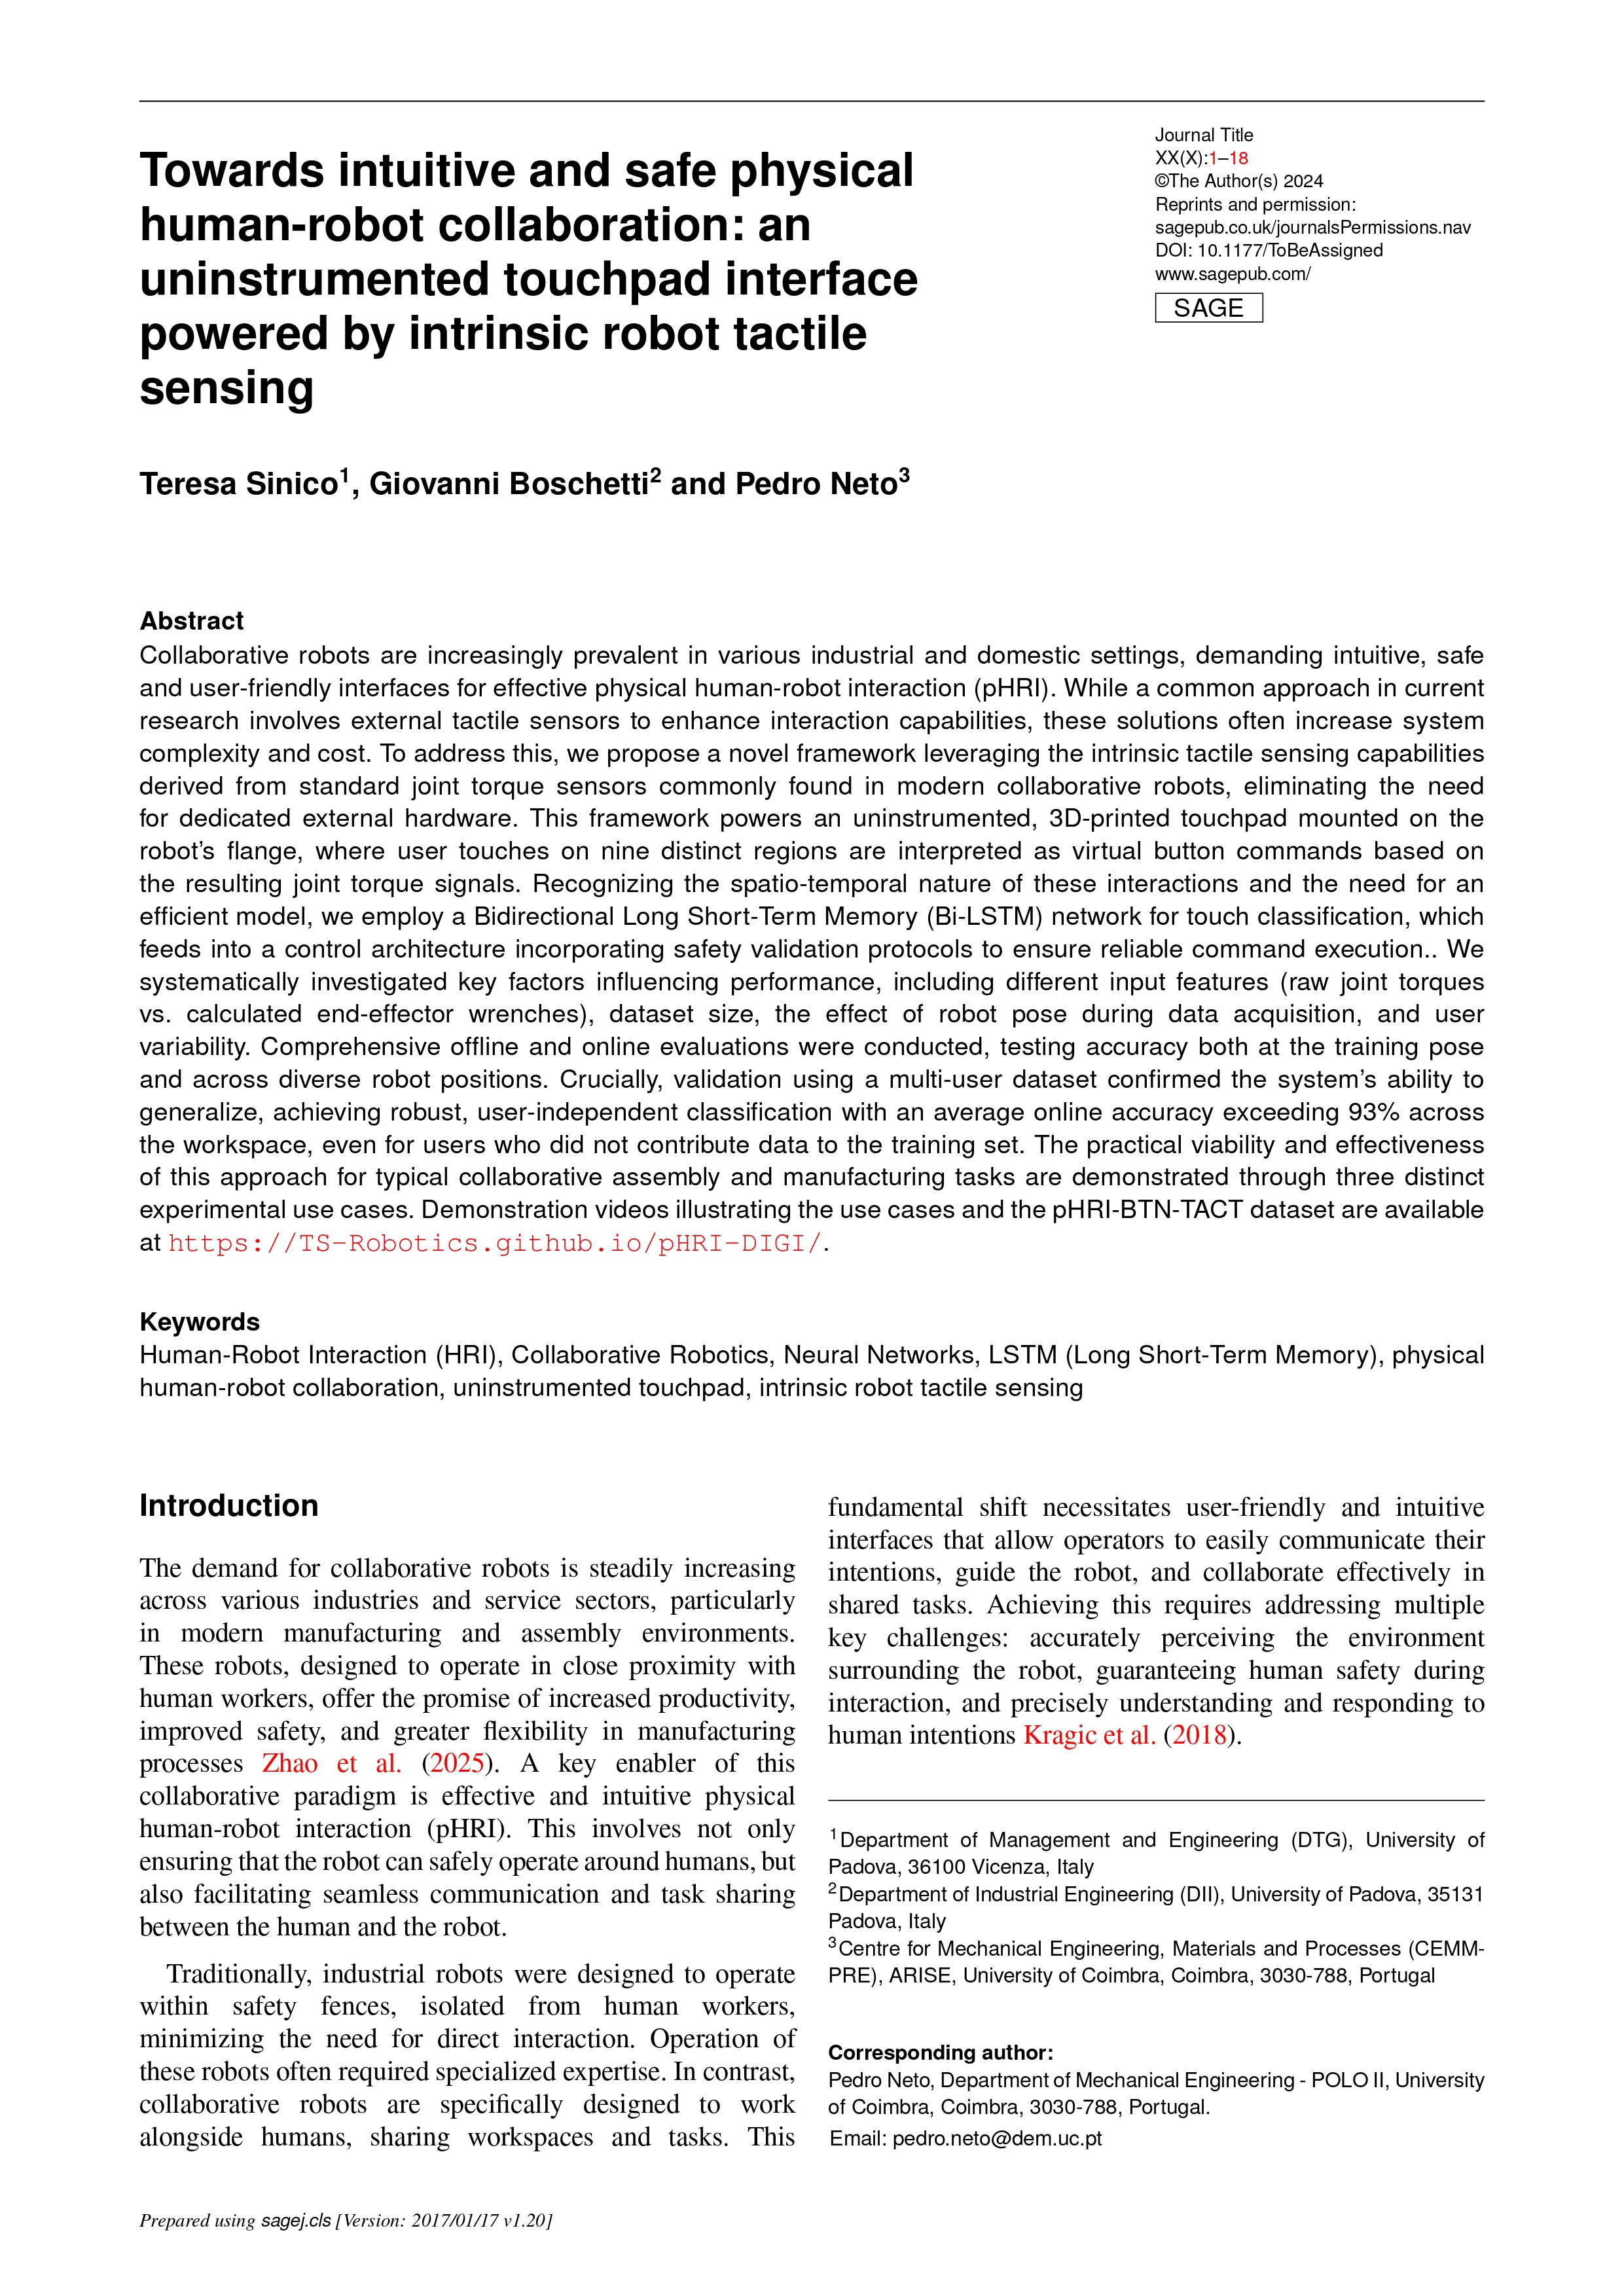 Towards intuitive and safe physical
human-robot collaboration: an
uninstrumented touchpad interface
powered by intrinsic robot tactile
sensing
Journal Title
XX(X):1–18
©The Author(s) 2024
Reprints and permission:
sagepub.co.uk/journalsPermissions.nav
DOI: 10.1177/ToBeAssigned
www.sagepub.com/
SAGE
Teresa Sinico1, Giovanni Boschetti2 and Pedro Neto3
Abstract
Collaborative robots are increasingly prevalent in various industrial and domestic settings, demanding intuitive, safe
and user-friendly interfaces for effective physical human-robot interaction (pHRI). While a common approach in current
research involves external tactile sensors to enhance interaction capabilities, these solutions often increase system
complexity and cost. To address this, we propose a novel framework leveraging the intrinsic tactile sensing capabilities
derived from standard joint torque sensors commonly found in modern collaborative robots, eliminating the need
for dedicated external hardware. This framework powers an uninstrumented, 3D-printed touchpad mounted on the
robot's flange, where user touches on nine distinct regions are interpreted as virtual button commands based on
the resulting joint torque signals. Recognizing the spatio-temporal nature of these interactions and the need for an
efficient model, we employ a Bidirectional Long Short-Term Memory (Bi-LSTM) network for touch classification, which
feeds into a control architecture incorporating safety validation protocols to ensure reliable command execution.. We
systematically investigated key factors influencing performance, including different input features (raw joint torques
vs. calculated end-effector wrenches), dataset size, the effect of robot pose during data acquisition, and user
variability. Comprehensive offline and online evaluations were conducted, testing accuracy both at the training pose
and across diverse robot positions. Crucially, validation using a multi-user dataset confirmed the system's ability to
generalize, achieving robust, user-independent classification with an average online accuracy exceeding 93% across
the workspace, even for users who did not contribute data to the training set. The practical viability and effectiveness
of this approach for typical collaborative assembly and manufacturing tasks are demonstrated through three distinct
experimental use cases. Demonstration videos illustrating the use cases and the pHRI-BTN-TACT dataset are available
at https://TS-Robotics.github.io/pHRI-DIGI/.
Keywords
Human-Robot Interaction (HRI), Collaborative Robotics, Neural Networks, LSTM (Long Short-Term Memory), physical
human-robot collaboration, uninstrumented touchpad, intrinsic robot tactile sensing
Introduction
The demand for collaborative robots is steadily increasing
across various industries and service sectors, particularly
in modern manufacturing and assembly environments.
These robots, designed to operate in close proximity with
human workers, offer the promise of increased productivity,
improved safety, and greater flexibility in manufacturing
processes Zhao et al. (2025). A key enabler of this
collaborative paradigm is effective and intuitive physical
human-robot interaction (pHRI). This involves not only
ensuring that the robot can safely operate around humans, but
also facilitating seamless communication and task sharing
between the human and the robot.
Traditionally, industrial robots were designed to operate
within safety fences, isolated from human workers,
minimizing the need for direct interaction. Operation of
these robots often required specialized expertise. In contrast,
collaborative robots are specifically designed to work
alongside humans, sharing workspaces and tasks. This
fundamental shift necessitates user-friendly and intuitive
interfaces that allow operators to easily communicate their
intentions, guide the robot, and collaborate effectively in
shared tasks. Achieving this requires addressing multiple
key challenges: accurately perceiving the environment
surrounding the robot, guaranteeing human safety during
interaction, and precisely understanding and responding to
human intentions Kragic et al. (2018).
1Department of Management and Engineering (DTG), University of
Padova, 36100 Vicenza, Italy
2Department of Industrial Engineering (DII), University of Padova, 35131
Padova, Italy
3Centre for Mechanical Engineering, Materials and Processes (CEMM-
PRE), ARISE, University of Coimbra, Coimbra, 3030-788, Portugal
Corresponding author:
Pedro Neto, Department of Mechanical Engineering - POLO II, University
of Coimbra, Coimbra, 3030-788, Portugal.
Email: pedro.neto@dem.uc.pt
Prepared using sagej.cls [Version: 2017/01/17 v1.20]